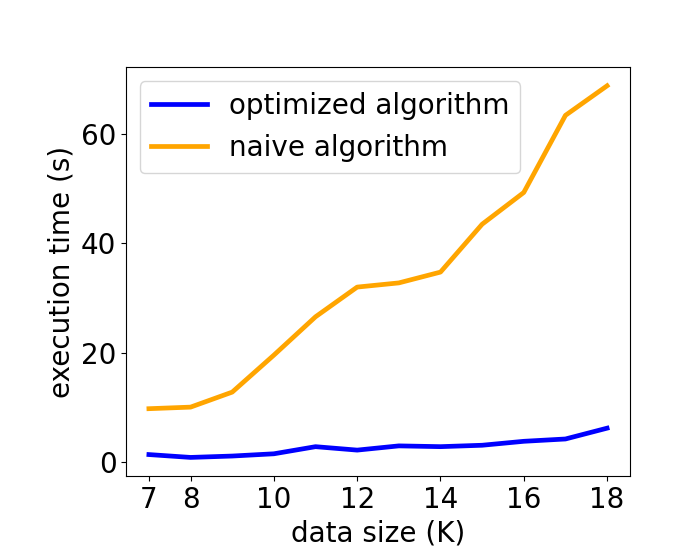 optimized algorithm
naive algorithm
execution time (s)
60
40
20
0
7 8 10 12 14 16 18
data size (K)